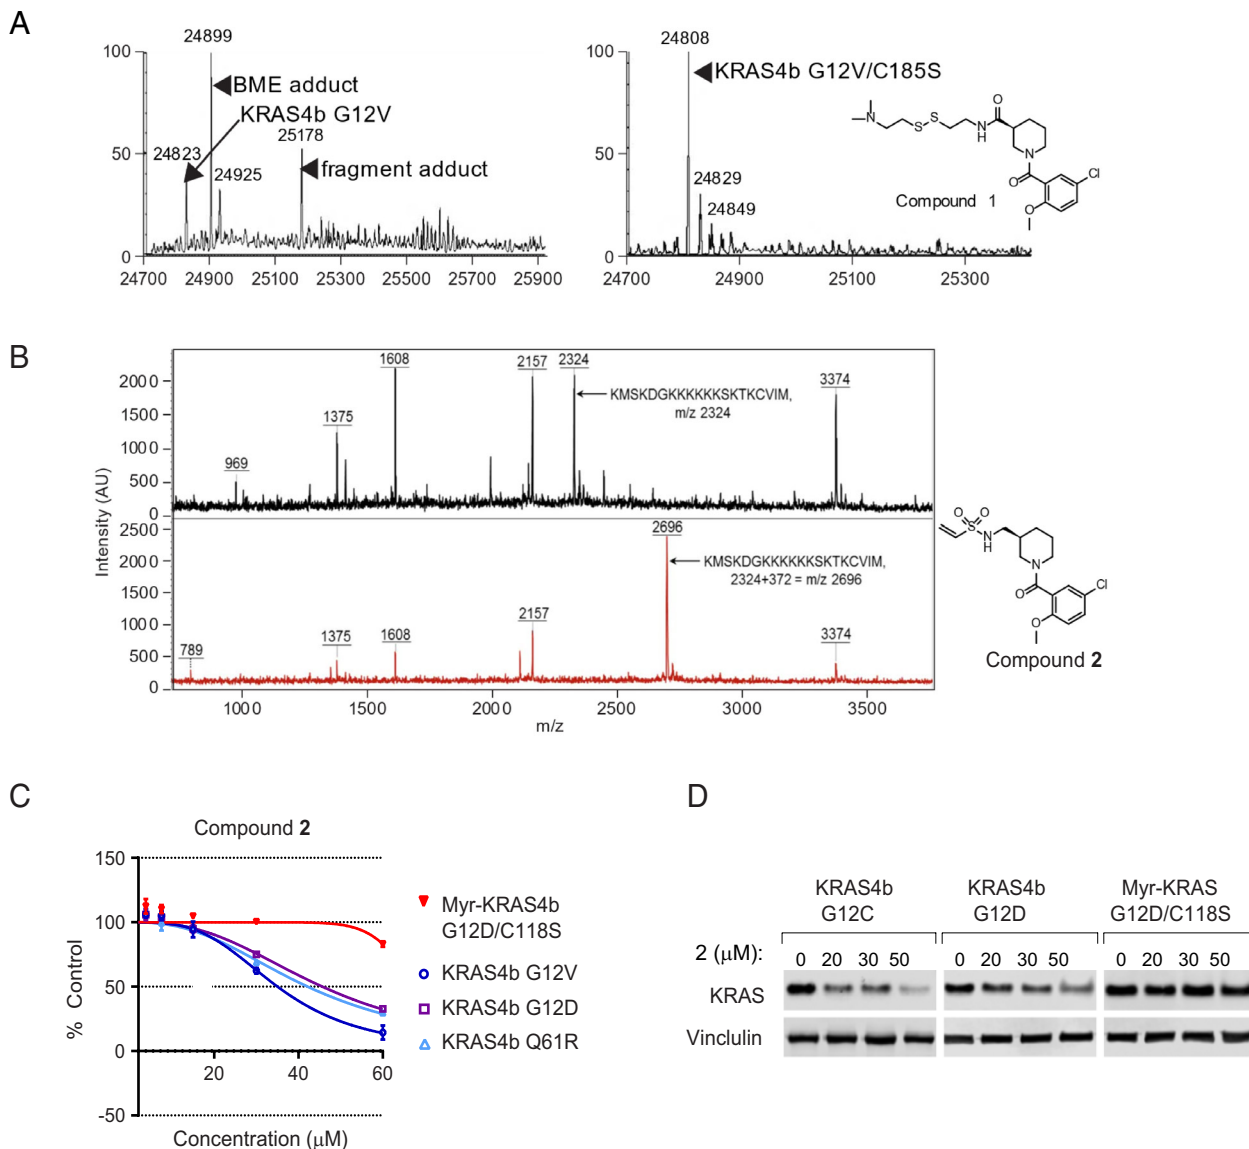 A
100
50
0
24899
BME adduct
KRAS4b G12V
24823
24925
25178
fragment adduct
24700 24900 25100 25300 25500 25700 25900
100
50
0
24808
KRAS4b G12V/C185S
24829
24849
24700 24900 25100 25300
N
S
S
N
H
O
N
O
O
Cl
Compound 1
B
Intensity (AU)
2000
1500
1000
500
0
969
1375
1608
2157
2324
3374
KMSKDGKKKKKKSKTKCVIM,
m/z 2324
2500
2000
1500
1000
500
0
789
1375
1608
2157
2696
3374
KMSKDGKKKKKKSKTKCVIM,
2324+372 = m/z 2696
1000 1500 2000 2500 3000 3500
m/z
O
O
S
N
H
N
O
O
Cl
Compound 2
C
Compound 2
% Control
150
100
50
0
-50
20 40 60
Concentration (μM)
Myr-KRAS4b
G12D/C118S
KRAS4b G12V
KRAS4b G12D
KRAS4b Q61R
D
KRAS4b
G12C
KRAS4b
G12D
Myr-KRAS
G12D/C118S
2 (μM): 0 20 30 50 0 20 30 50 0 20 30 50
KRAS
Vinclulin